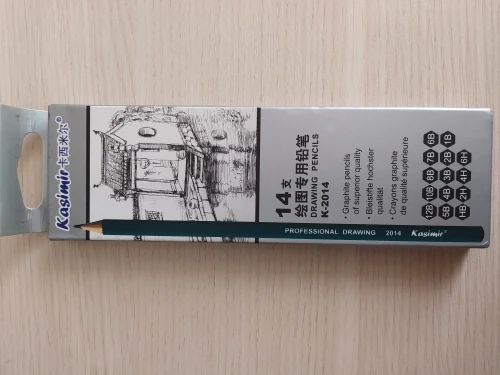 Kasimir® 卡西米尔®
14支
绘图专用铅笔
DRAWING PENCILS
K-2014
· Graphite pencils
of superior quality
· Bleistifte hochster
qualitat
· Crayons graphite
de qualité supérieure
12B 10B 8B 7B 6B
5B 4B 3B 2B 1B
HB 2H 4H 6H
PROFESSIONAL DRAWING 2014 Kasimir®